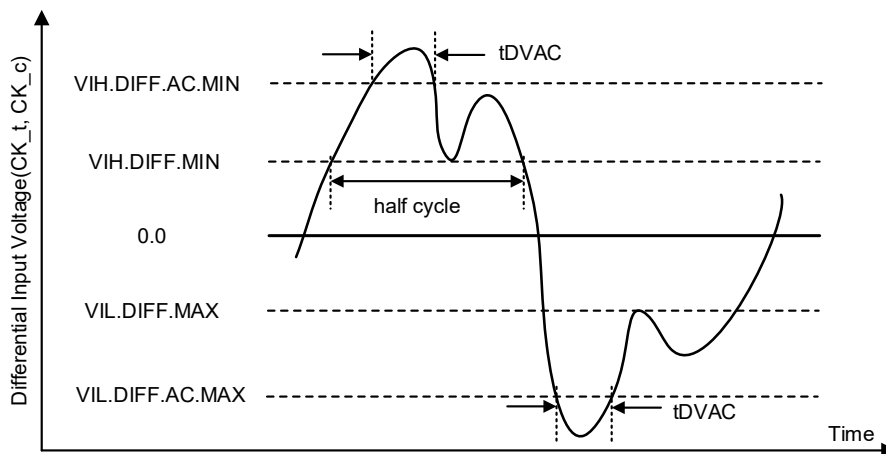 Differential Input Voltage(CK_t, CK_c)
tDVAC
VIH.DIFF.AC.MIN
VIH.DIFF.MIN
half cycle
0.0
VIL.DIFF.MAX
VIL.DIFF.AC.MAX
tDVAC
Time